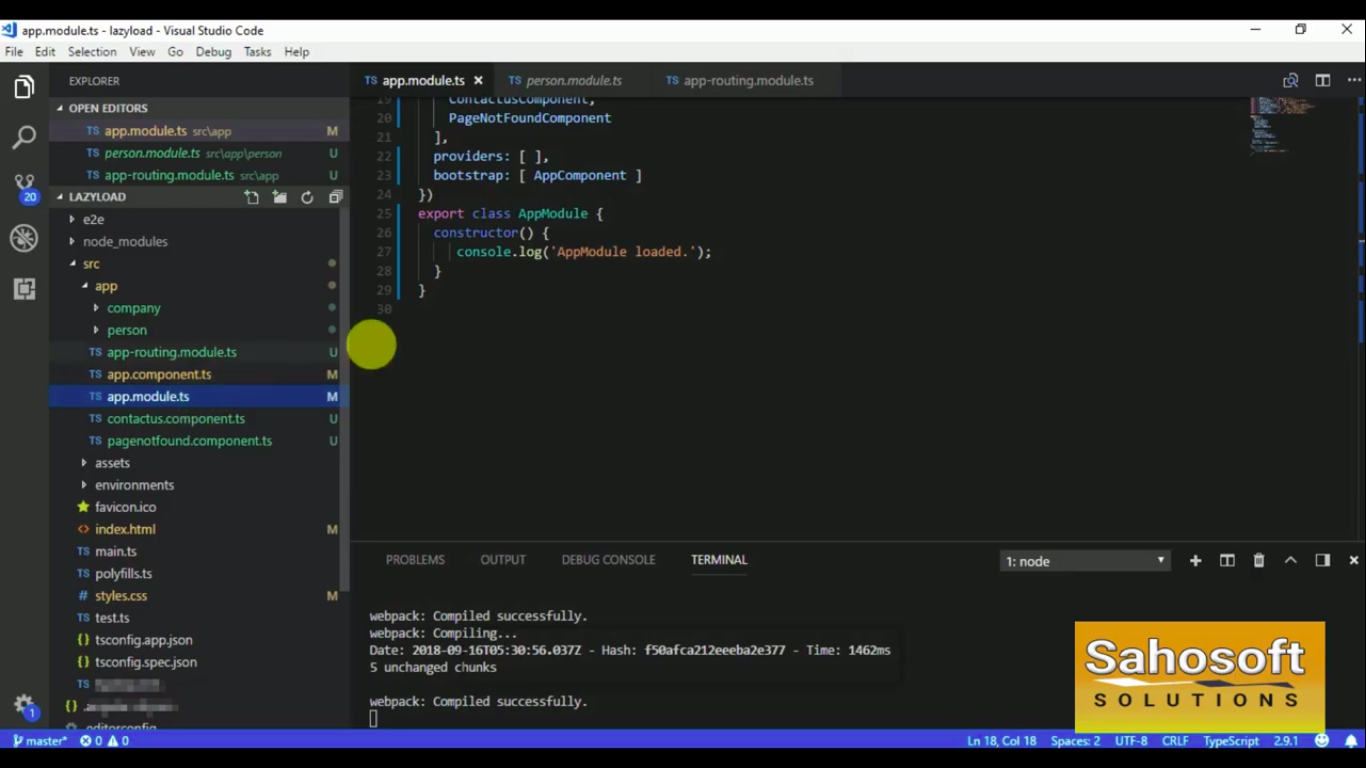 app.module.ts - lazyload - Visual Studio Code
File Edit Selection View Go Debug Tasks Help
EXPLORER
TS app.module.ts ×
TS person.module.ts
TS app-routing.module.ts
OPEN EDITORS
TS app.module.ts src\app M
TS person.module.ts src\app\person U
TS app-routing.module.ts src\app U
20
LAZYLOAD
e2e
node_modules
src
app
company
person
TS app-routing.module.ts U
TS app.component.ts M
TS app.module.ts M
TS contactus.component.ts U
TS pagenotfound.component.ts U
assets
environments
favicon.ico
<> index.html M
TS main.ts
TS polyfills.ts
# styles.css M
TS test.ts
{} tsconfig.app.json
{} tsconfig.spec.json
TS
{}
.editorconfig
1
19 ContactusComponent,
20 PageNotFoundComponent
21 ],
22 providers: [ ],
23 bootstrap: [ AppComponent ]
24 })
25 export class AppModule {
26 constructor() {
27 console.log('AppModule loaded.');
28 }
29 }
30
PROBLEMS OUTPUT DEBUG CONSOLE TERMINAL
1: node
webpack: Compiled successfully.
webpack: Compiling...
Date: 2018-09-16T05:30:56.037Z - Hash: f50afca212eeeba2e377 - Time: 1462ms
5 unchanged chunks
webpack: Compiled successfully.
Sahosoft
SOLUTIONS
master* 0 0 Ln 18, Col 18 Spaces: 2 UTF-8 CRLF TypeScript 2.9.1